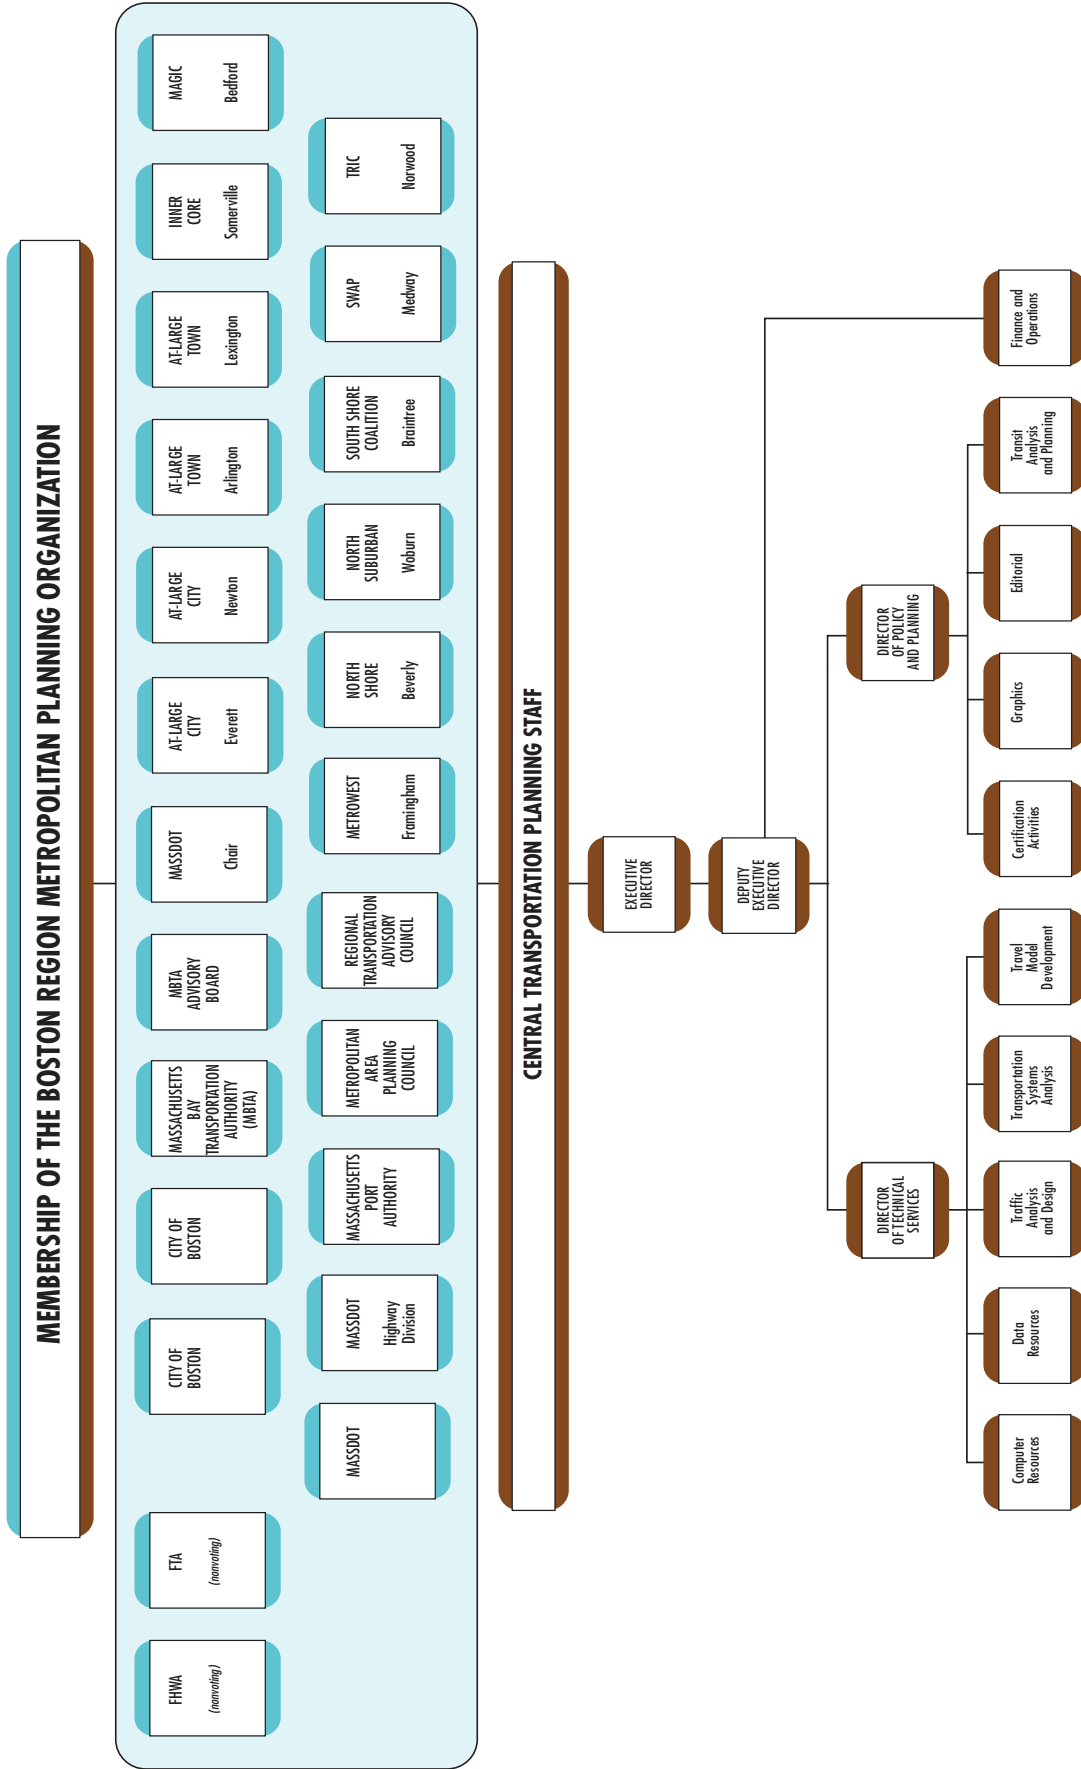 MEMBERSHIP OF THE BOSTON REGION METROPOLITAN PLANNING ORGANIZATION
FHWA
(nonvoting)
FTA
(nonvoting)
CITY OF
BOSTON
CITY OF
BOSTON
MASSACHUSETTS
BAY
TRANSPORTATION
AUTHORITY
(MBTA)
MBTA
ADVISORY
BOARD
MASSDOT
Chair
AT-LARGE
CITY
Everett
AT-LARGE
CITY
Newton
AT-LARGE
TOWN
Arlington
AT-LARGE
TOWN
Lexington
INNER
CORE
Somerville
MAGIC
Bedford
MASSDOT
MASSDOT
Highway
Division
MASSACHUSETTS
PORT
AUTHORITY
METROPOLITAN
AREA
PLANNING
COUNCIL
REGIONAL
TRANSPORTATION
ADVISORY
COUNCIL
METROWEST
Framingham
NORTH
SHORE
Beverly
NORTH
SUBURBAN
Woburn
SOUTH SHORE
COALITION
Braintree
SWAP
Medway
TRIC
Norwood
CENTRAL TRANSPORTATION PLANNING STAFF
EXECUTIVE
DIRECTOR
DEPUTY
EXECUTIVE
DIRECTOR
DIRECTOR
OF TECHNICAL
SERVICES
DIRECTOR
OF POLICY
AND PLANNING
Computer
Resources
Data
Resources
Traffic
Analysis
and Design
Transportation
Systems
Analysis
Travel
Model
Development
Certification
Activities
Graphics
Editorial
Transit
Analysis
and Planning
Finance and
Operations